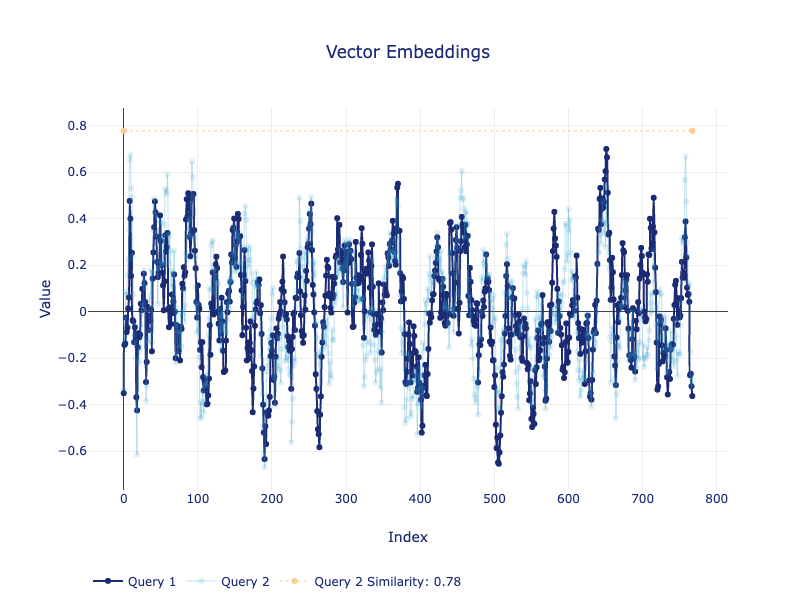 Vector Embeddings
0.8
0.6
0.4
0.2
0
−0.2
−0.4
−0.6
Value
0 100 200 300 400 500 600 700 800
Index
Query 1 Query 2 Query 2 Similarity: 0.78